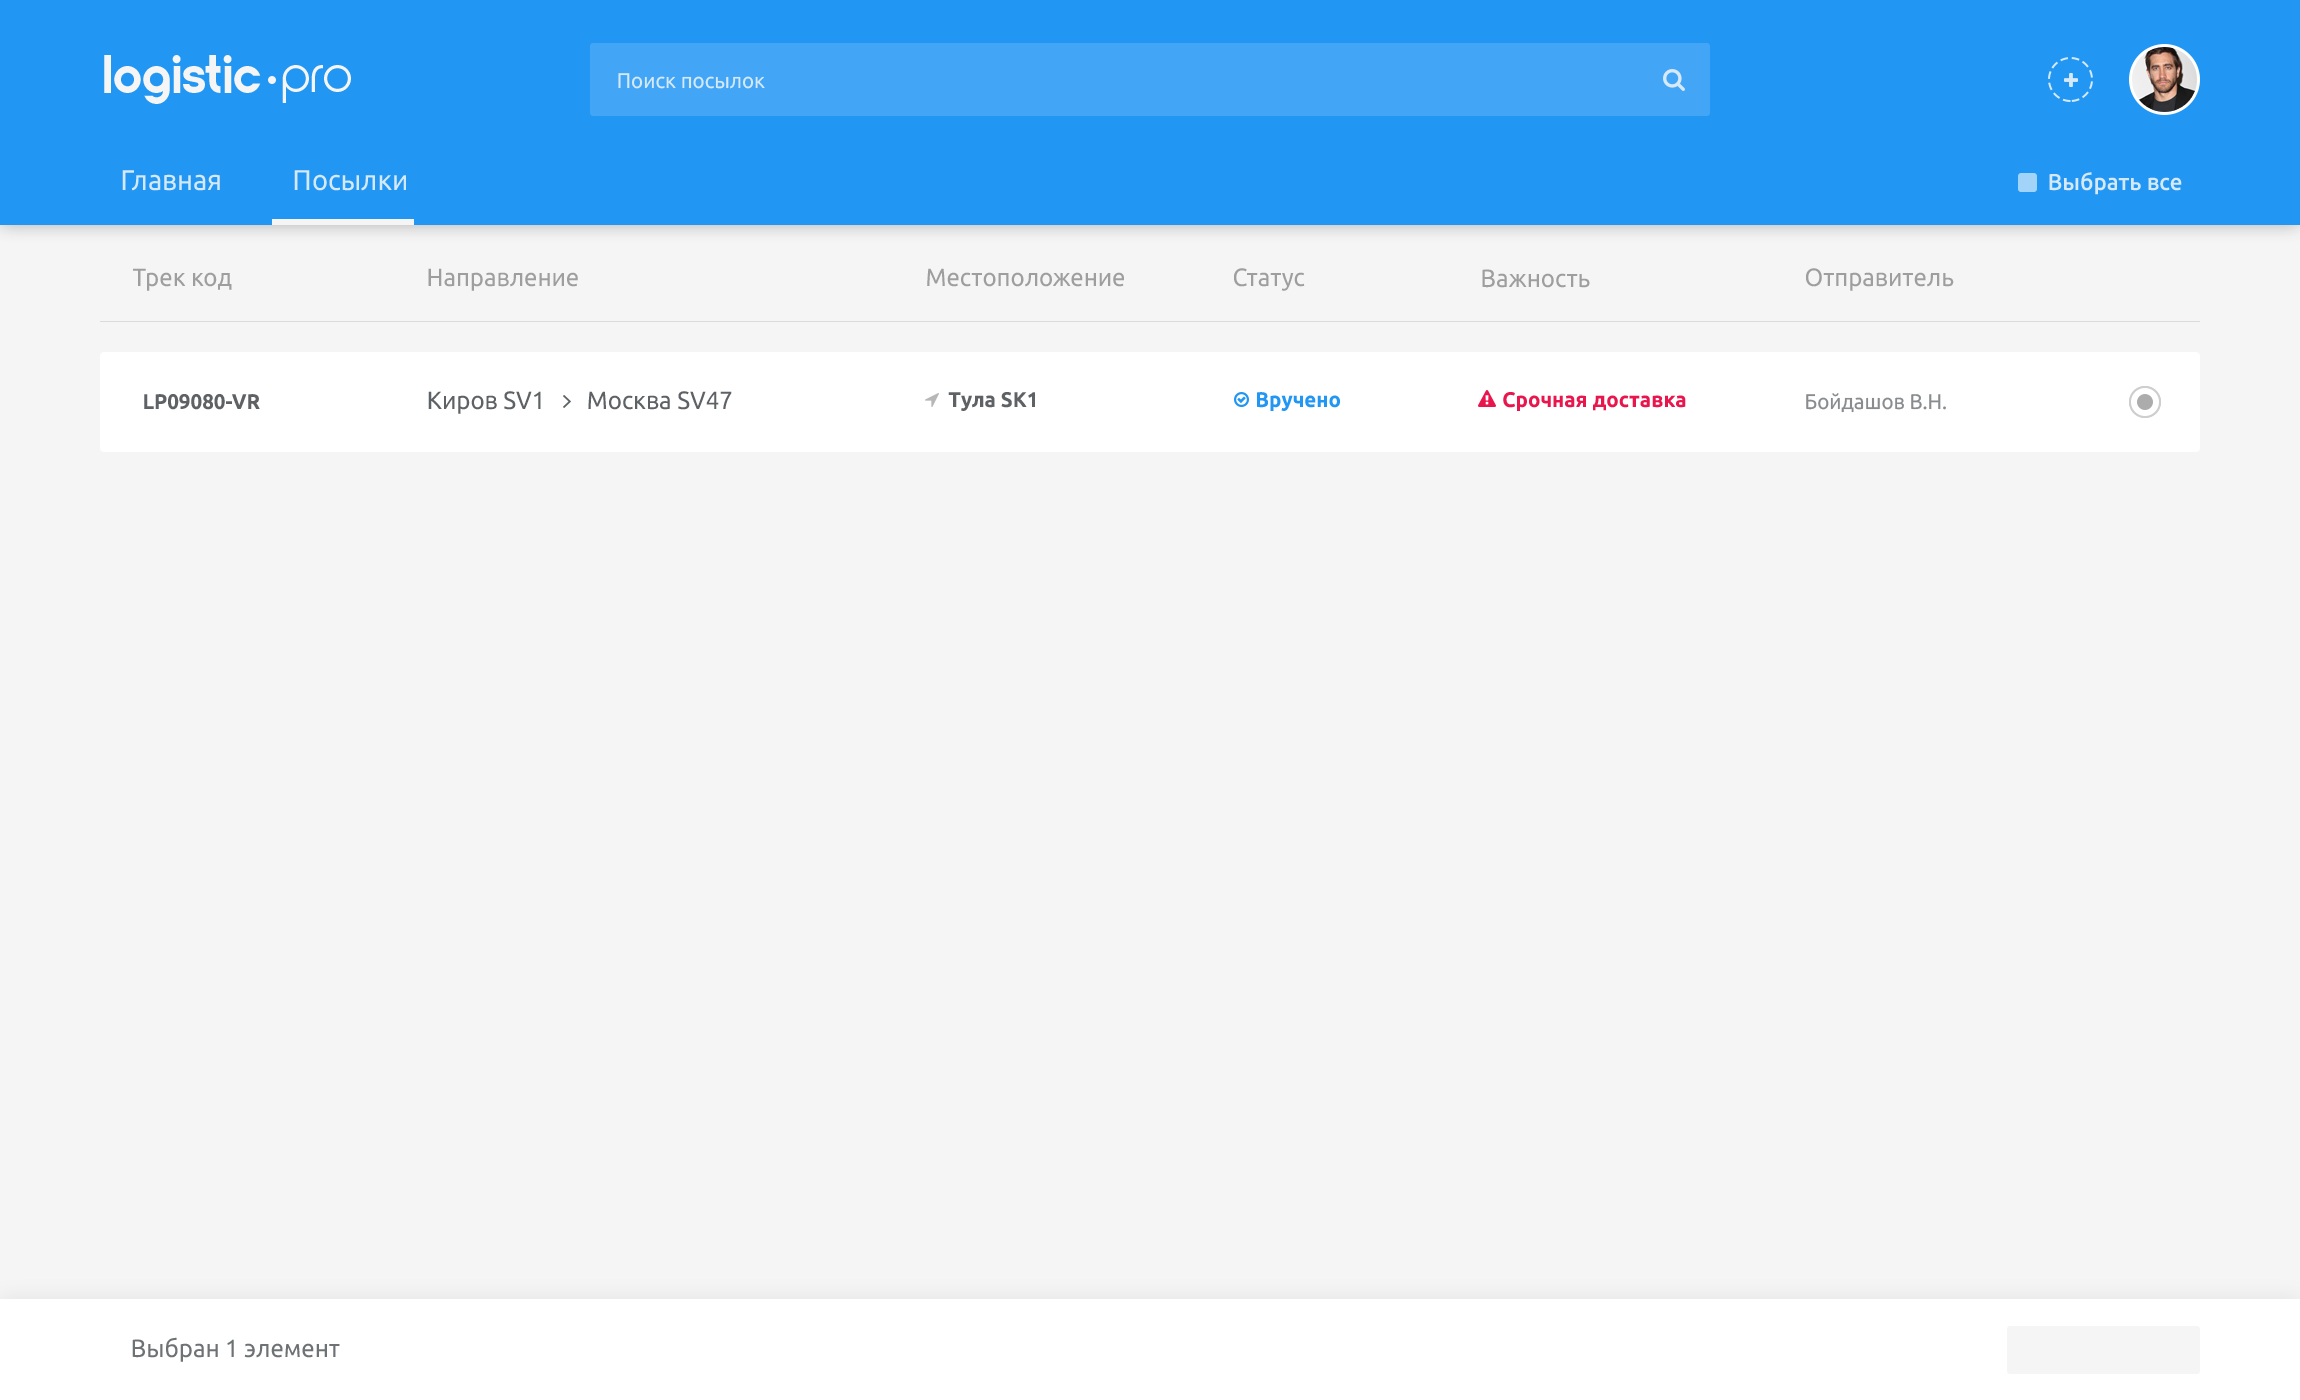 logistic·pro
Поиск посылок
Главная
Посылки
Выбрать все
Трек код Направление Местоположение Статус Важность Отправитель
LP09080-VR Киров SV1 > Москва SV47 Тула SK1 Вручено Срочная доставка Бойдашов В.Н.
Выбран 1 элемент